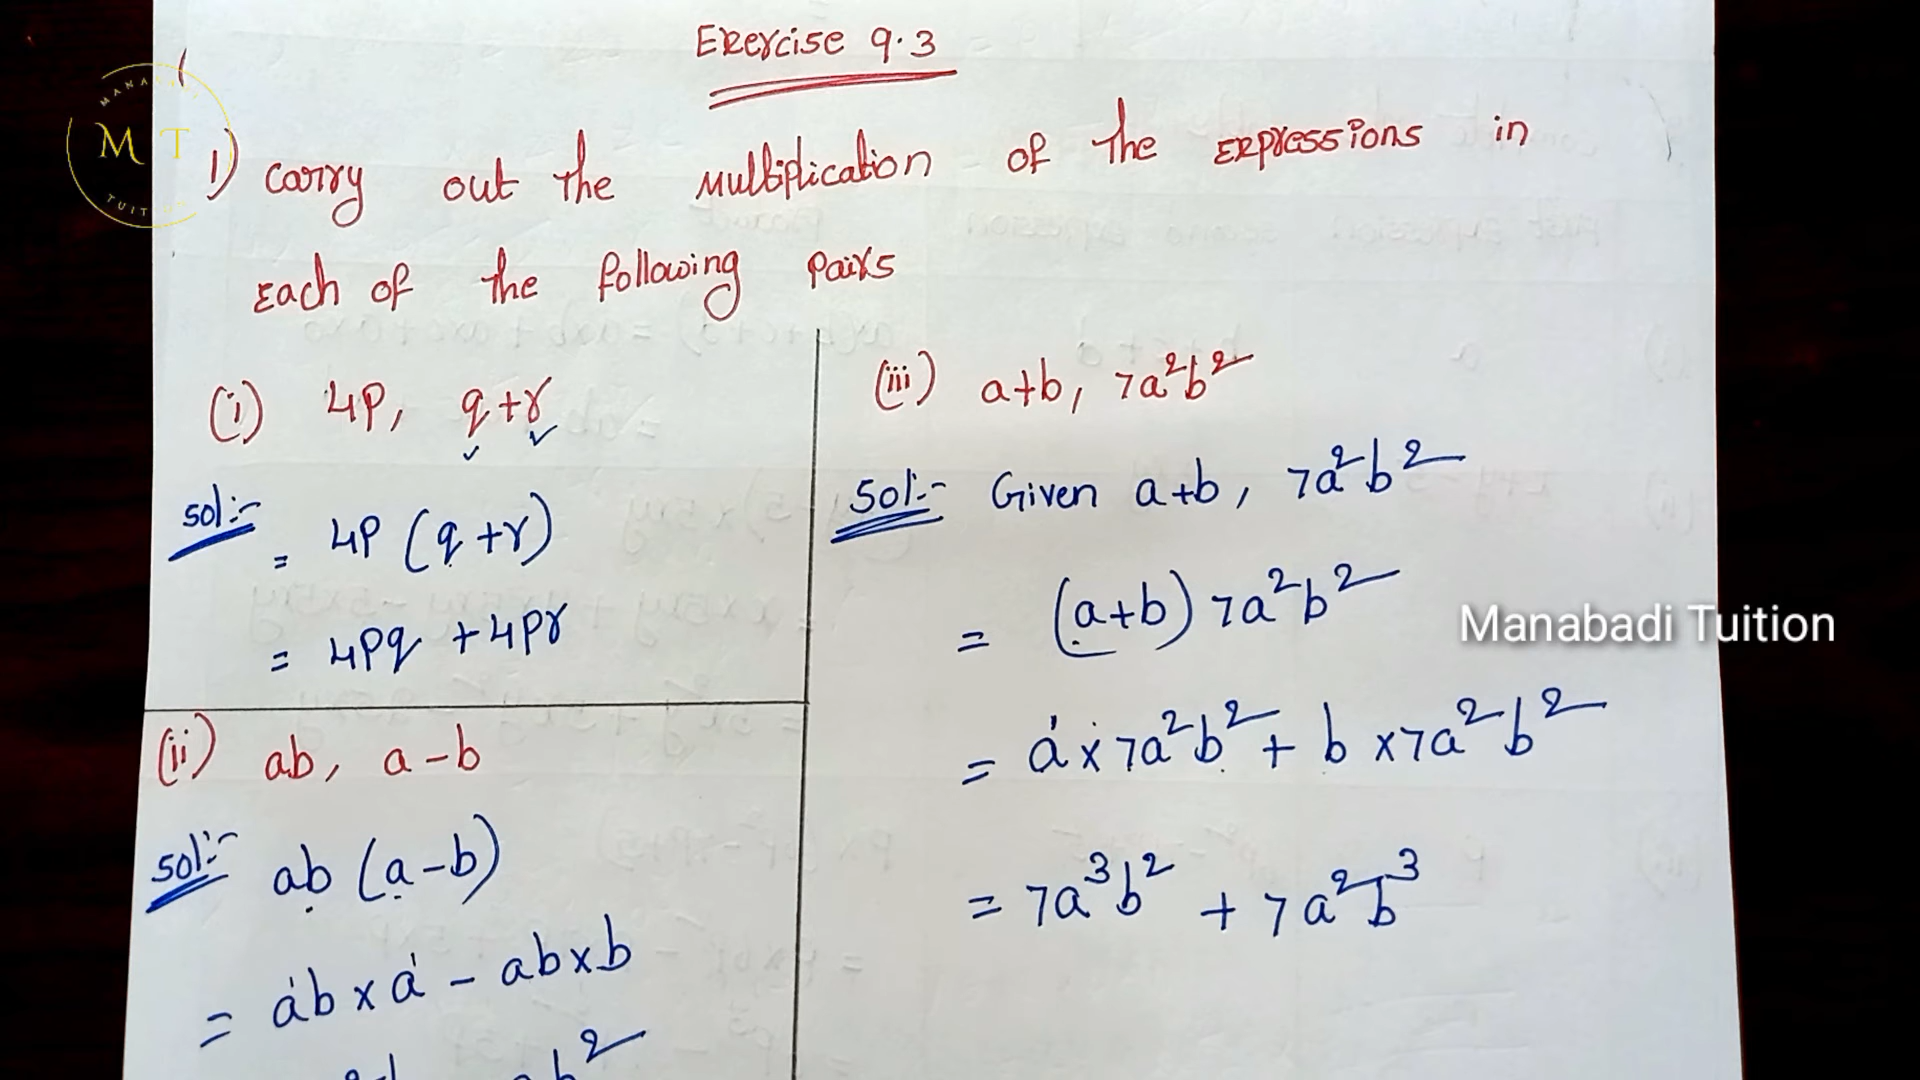 Exercise 9.3
MANABADI
M T
TUITION
1) carry out the Multiplication of the Expressions in
Each of the following pairs
(i) 4p, q+r
sol:-
= 4p (q+r)
= 4pq + 4pr
(ii) ab, a-b
sol:- ab (a-b)
= ab × a - ab × b
(iii) a+b, 7a²b²
Sol:- Given a+b, 7a²b²
= (a+b) 7a²b²
= a × 7a²b² + b × 7a²b²
= 7a³b² + 7a²b³
Manabadi Tuition